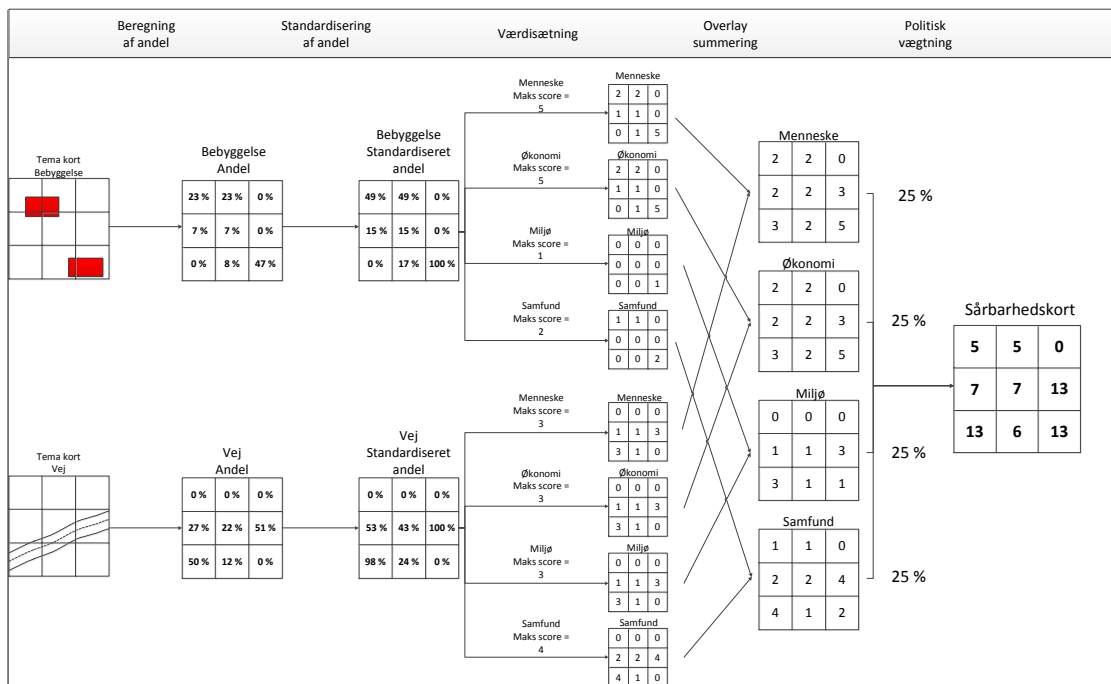 Beregning
af andel
Standardisering
af andel
Værdisætning
Overlay
summering
Politisk
vægtning
Tema kort
Bebyggelse
Bebyggelse
Andel
23 % 23 % 0 %
7 % 7 % 0 %
0 % 8 % 47 %
Bebyggelse
Standardiseret
andel
49 % 49 % 0 %
15 % 15 % 0 %
0 % 17 % 100 %
Menneske
Maks score =
5
Menneske
2 2 0
1 1 0
0 1 5
Økonomi
Maks score =
5
Økonomi
2 2 0
1 1 0
0 1 5
Miljø
Maks score =
1
Miljø
0 0 0
0 0 0
0 0 1
Samfund
Maks score =
2
Samfund
1 1 0
0 0 0
0 0 2
Tema kort
Vej
Vej
Andel
0 % 0 % 0 %
27 % 22 % 51 %
50 % 12 % 0 %
Vej
Standardiseret
andel
0 % 0 % 0 %
53 % 43 % 100 %
98 % 24 % 0 %
Menneske
Maks score =
3
Menneske
0 0 0
1 1 3
3 1 0
Økonomi
Maks score =
3
Økonomi
0 0 0
1 1 3
3 1 0
Miljø
Maks score =
3
Miljø
0 0 0
1 1 3
3 1 0
Samfund
Maks score =
4
Samfund
0 0 0
2 2 4
4 1 0
Menneske
2 2 0
2 2 3
3 2 5
25 %
Økonomi
2 2 0
2 2 3
3 2 5
25 %
Miljø
0 0 0
1 1 3
3 1 1
25 %
Samfund
1 1 0
2 2 4
4 1 2
25 %
Sårbarhedskort
5 5 0
7 7 13
13 6 13